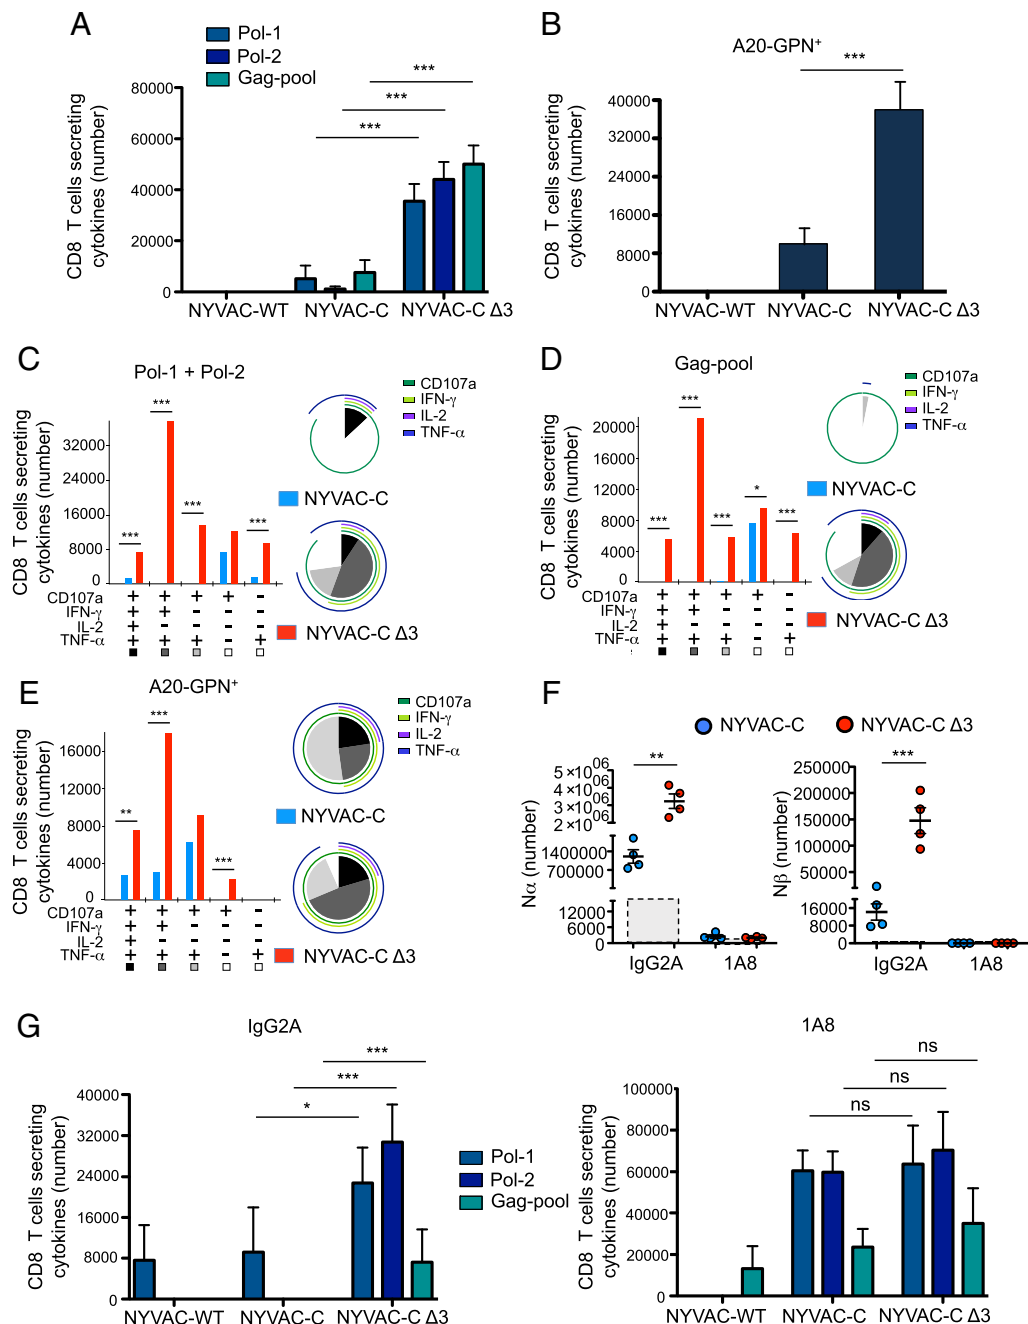 A
Pol-1
Pol-2
Gag-pool
CD8 T cells secreting
cytokines (number)
80000
60000
40000
20000
0
***
***
***
NYVAC-WT NYVAC-C NYVAC-C Δ3
B
A20-GPN+
***
CD8 T cells secreting
cytokines (number)
40000
32000
24000
16000
8000
0
NYVAC-WT NYVAC-C NYVAC-C Δ3
C
Pol-1 + Pol-2
CD8 T cells secreting
cytokines (number)
32000
24000
16000
8000
0
*** *** *** ***
CD107a + + + + -
IFN-γ + + - - -
IL-2 + - - - -
TNF-α + + + - +
CD107a
IFN-γ
IL-2
TNF-α
NYVAC-C
NYVAC-C Δ3
D
Gag-pool
CD8 T cells secreting
cytokines (number)
20000
16000
12000
8000
4000
0
*** *** *** * ***
CD107a + + + + -
IFN-γ + + - - -
IL-2 + - - - -
TNF-α + + + - +
CD107a
IFN-γ
IL-2
TNF-α
NYVAC-C
NYVAC-C Δ3
E
A20-GPN+
CD8 T cells secreting
cytokines (number)
16000
12000
8000
4000
0
** *** ***
CD107a + + + + -
IFN-γ + + - - -
IL-2 + - - - -
TNF-α + + + - +
CD107a
IFN-γ
IL-2
TNF-α
NYVAC-C
NYVAC-C Δ3
F
NYVAC-C NYVAC-C Δ3
Nα (number)
5×10⁰⁶
4×10⁰⁶
3×10⁰⁶
2×10⁰⁶
1400000
700000
12000
6000
0
**
IgG2A 1A8
Nβ (number)
250000
200000
150000
100000
50000
16000
8000
0
***
IgG2A 1A8
G
IgG2A
CD8 T cells secreting
cytokines (number)
40000
32000
24000
16000
8000
0
***
***
*
NYVAC-WT NYVAC-C NYVAC-C Δ3
Pol-1
Pol-2
Gag-pool
1A8
CD8 T cells secreting
cytokines (number)
100000
80000
60000
40000
20000
0
ns
ns
ns
NYVAC-WT NYVAC-C NYVAC-C Δ3